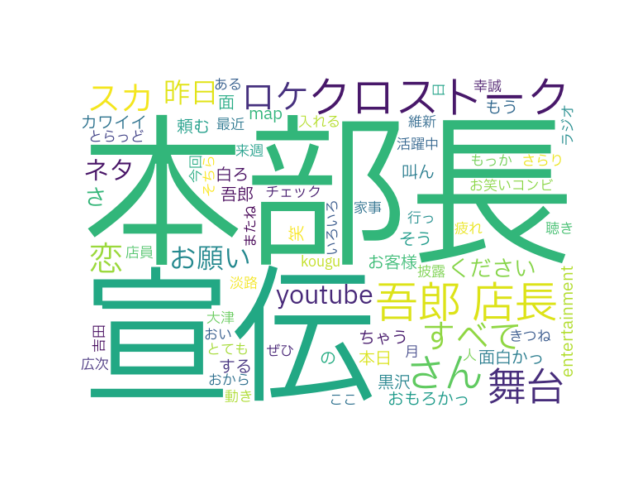 スカ 昨日 ある 面 ロケ クロストーク 幸誠 日 もう
カワイイ とらっど 頼む 最近 map 入れる 維新 活躍中 ラジオ
本部長
ネタ さ 今回 そちら 来週 白ろ 吾郎 チェック 叫ん もっか さらり お笑いコンビ
恋 店員 お願い またね 笑 いろいろ 家事 行っ そう 疲れ 聴き
kougu お客様 披露 ください
宣伝
淡路 youtube 吾郎 店長 entertainment
吉田 大津 おい とても する ぜひ の ちゃう すべて きつね
広次 おから 動き ここ 本日 月 黒沢 さん 人 面白かっ
おもろかっ 舞台